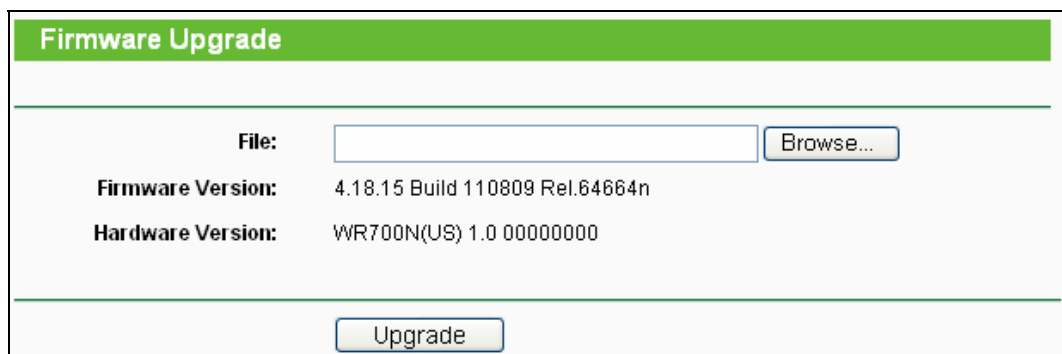 Firmware Upgrade
File:
Browse...
Firmware Version: 4.18.15 Build 110809 Rel.64664n
Hardware Version: WR700N(US) 1.0 00000000
Upgrade